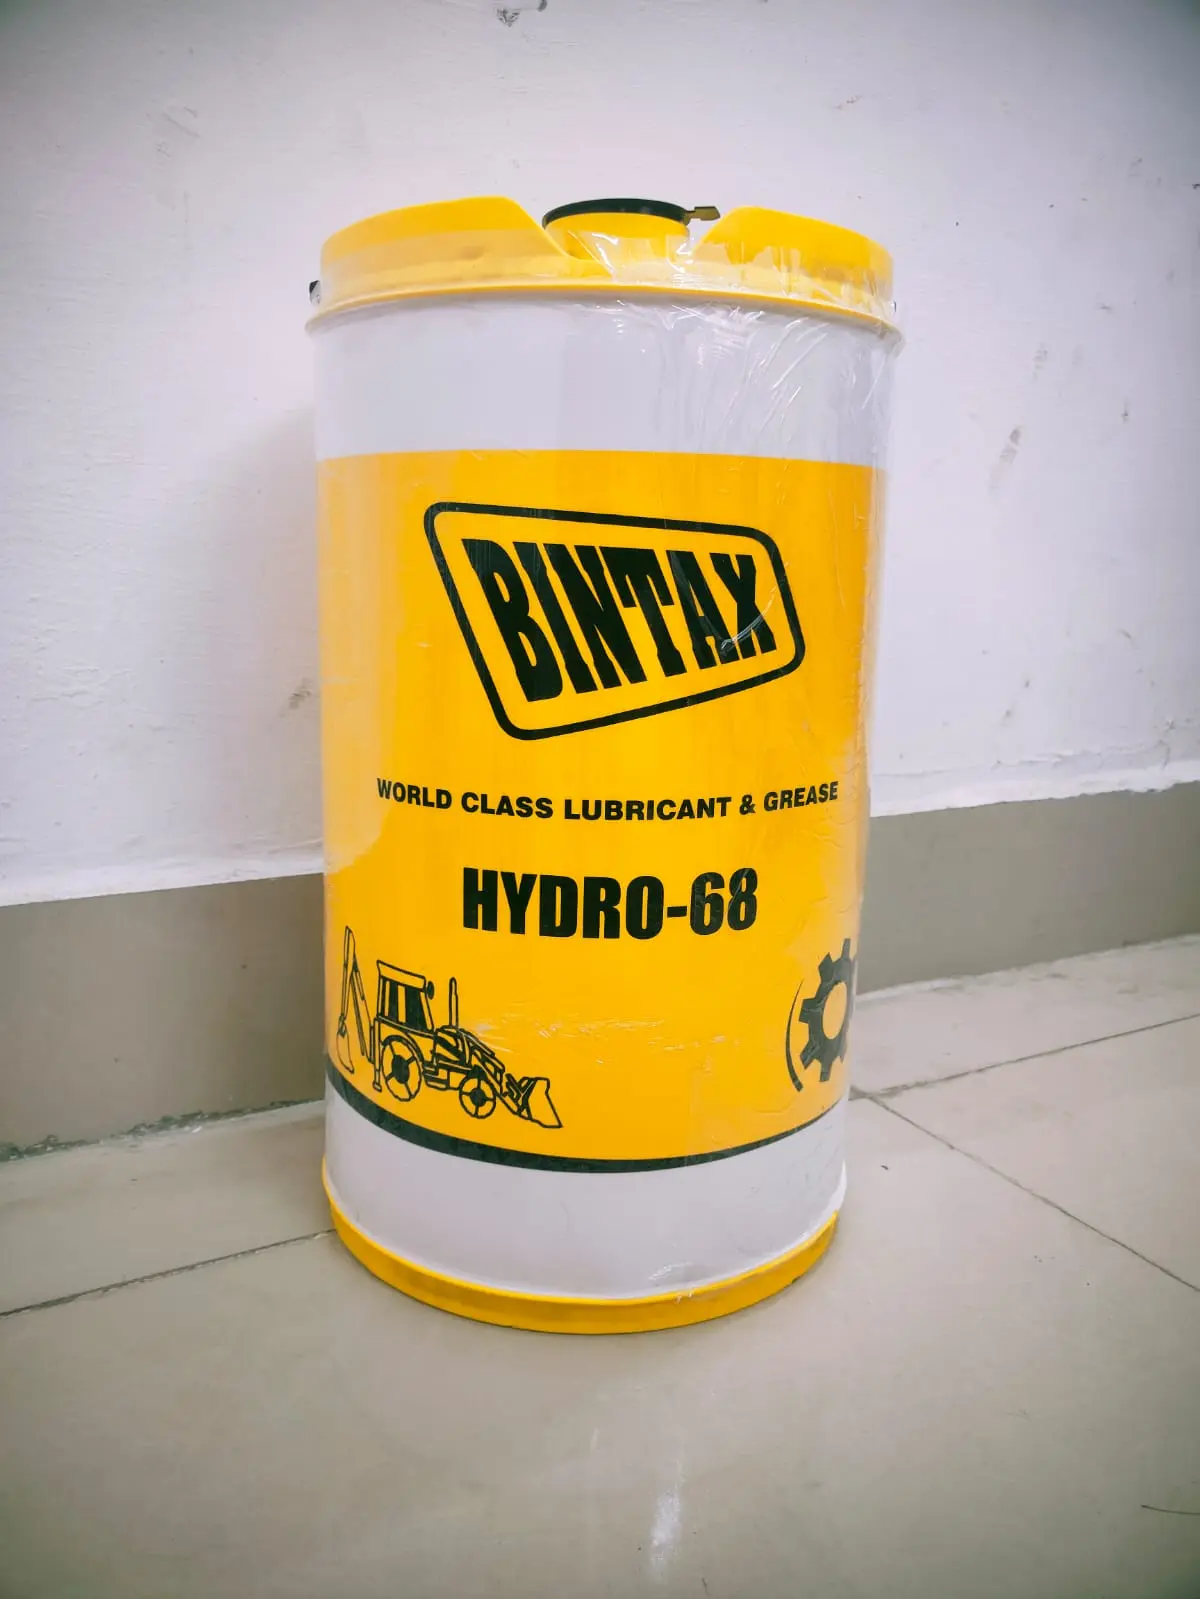 BINTAX
WORLD CLASS LUBRICANT & GREASE
HYDRO-68